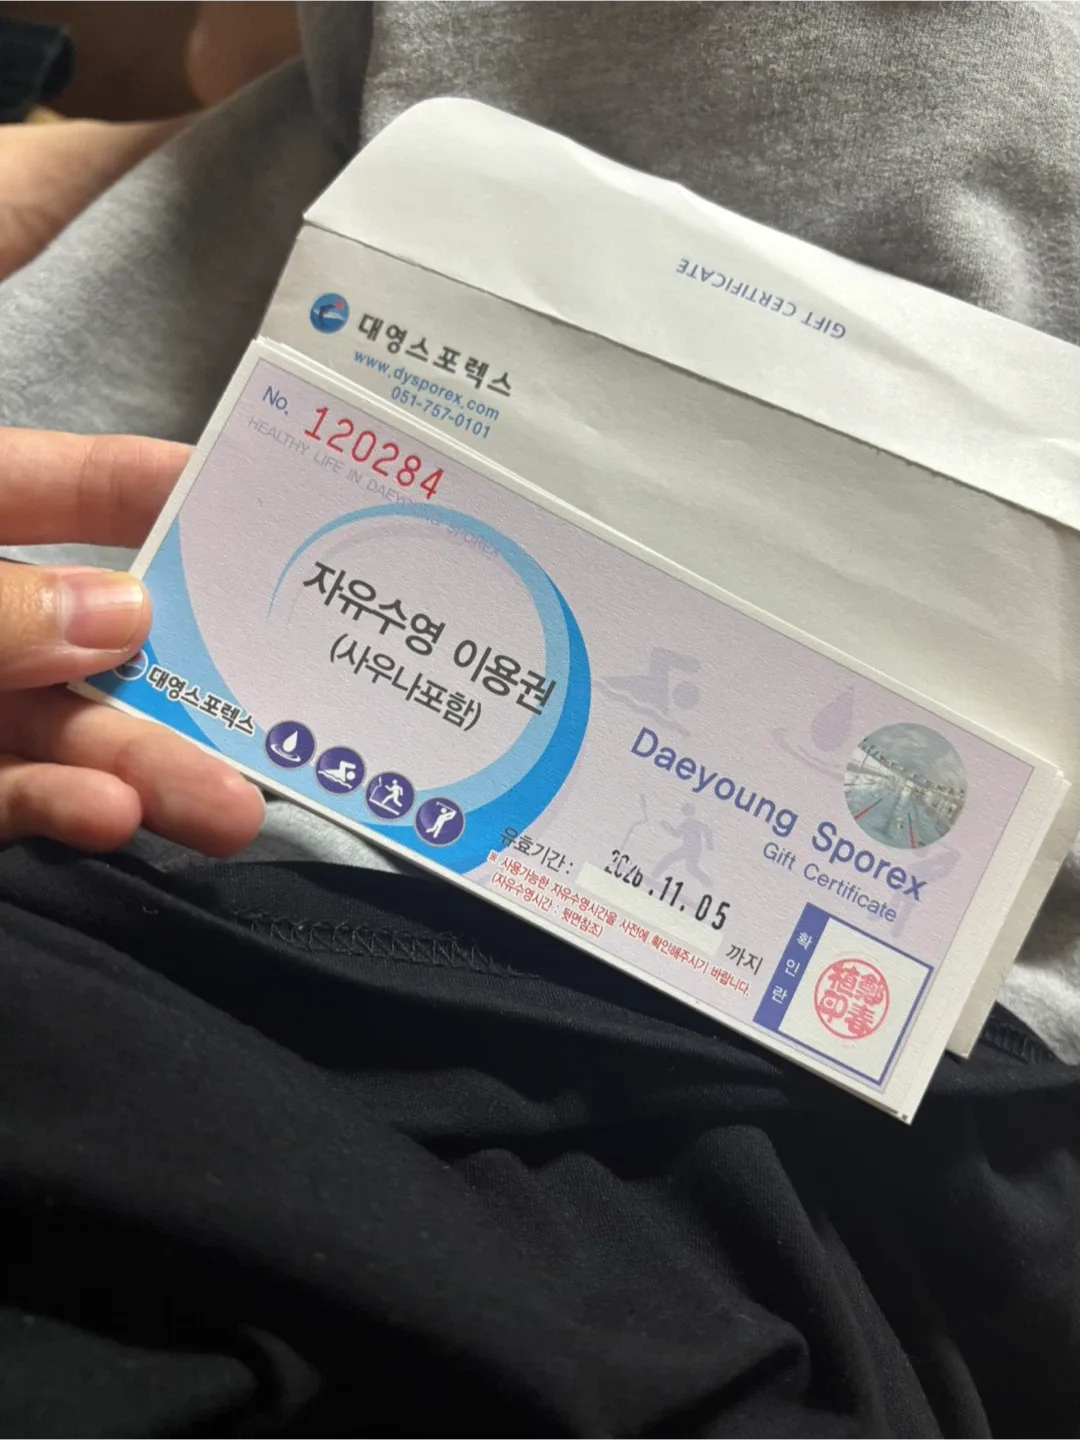 GIFT CERTIFICATE
대영스포렉스
www.dysporex.com
051-757-0101
No. 120284
HEALTHY LIFE IN DAEYOUNG SPOREX
자유수영 이용권
(사우나포함)
대영스포렉스
Daeyoung Sporex
Gift Certificate
유효기간 : 2026.11.05 까지
※ 사용가능한 자유수영시간을 사전에 확인해주시기 바랍니다.
(자유수영시간 : 뒷면참조)
확인란